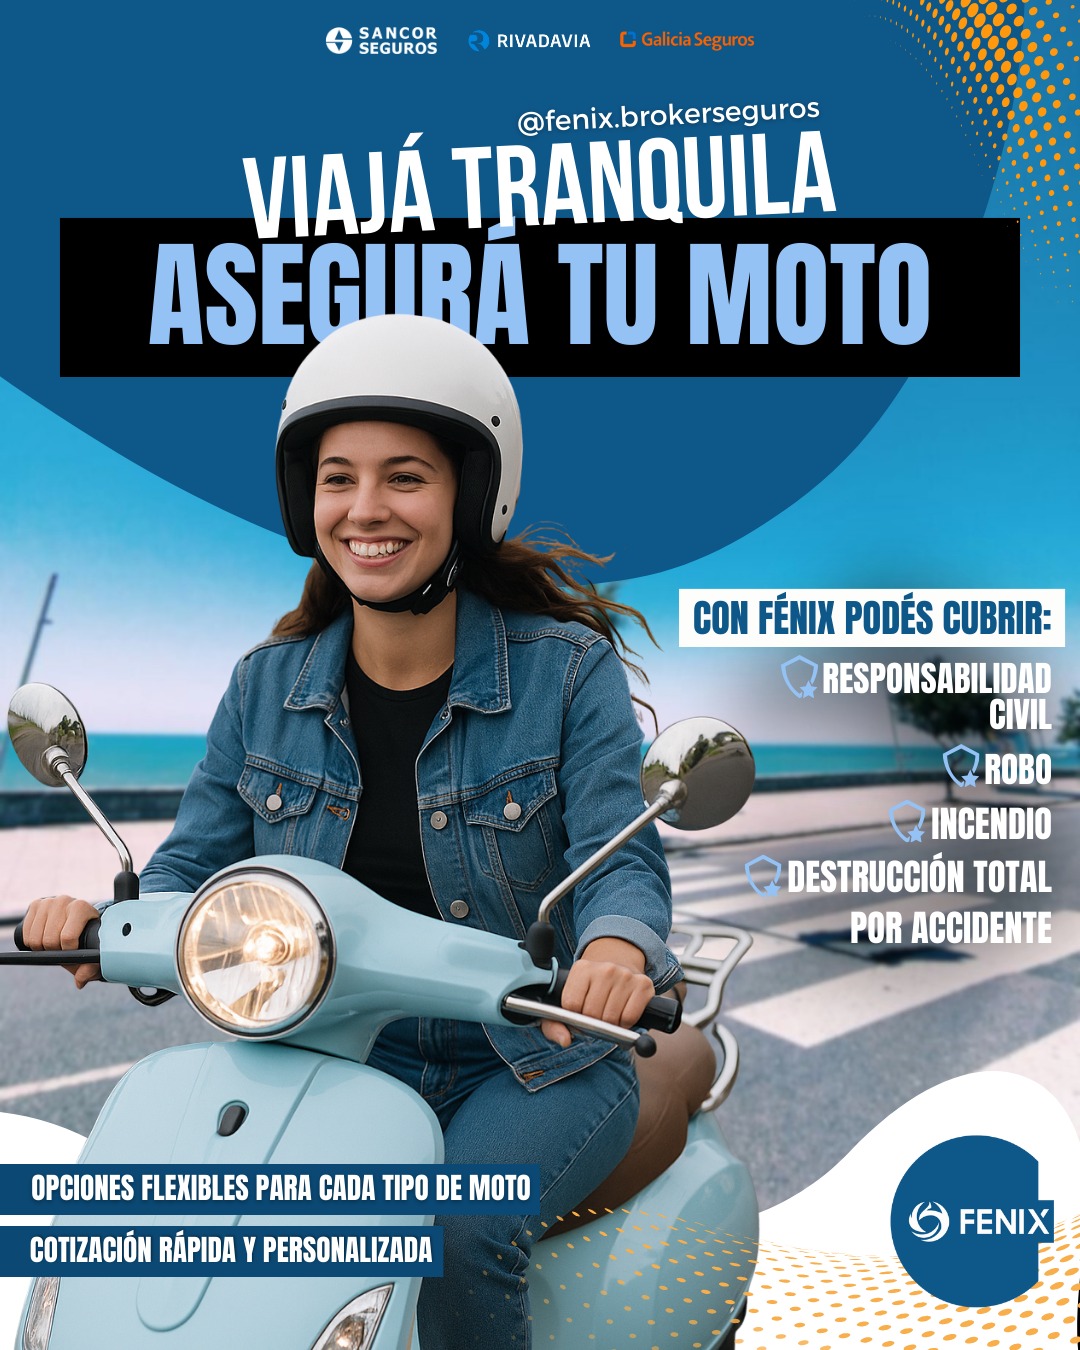 SANCOR
SEGUROS
RIVADAVIA
Galicia Seguros
@fenix.brokerseguros
VIAJÁ TRANQUILA
ASEGURÁ TU MOTO
CON FÉNIX PODÉS CUBRIR:
RESPONSABILIDAD
CIVIL
ROBO
INCENDIO
DESTRUCCIÓN TOTAL
POR ACCIDENTE
OPCIONES FLEXIBLES PARA CADA TIPO DE MOTO
COTIZACIÓN RÁPIDA Y PERSONALIZADA
FENIX